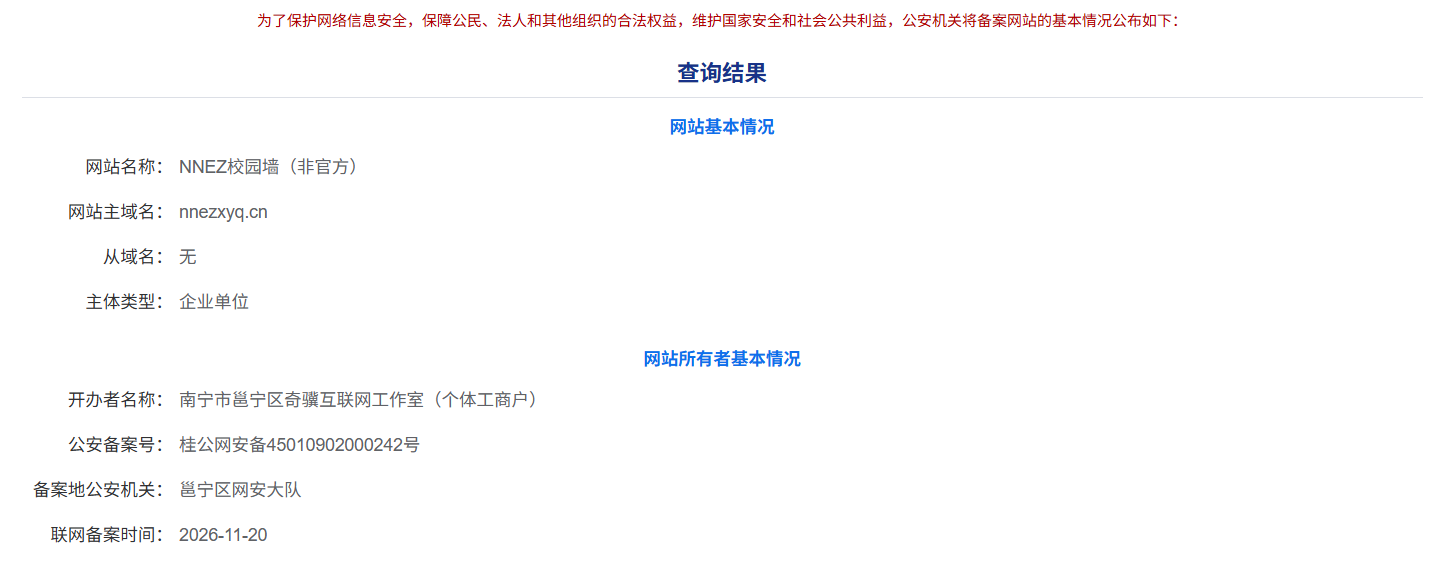 为了保护网络信息安全，保障公民、法人和其他组织的合法权益，维护国家安全和社会公共利益，公安机关将备案网站的基本情况公布如下：
查询结果
网站基本情况
网站名称： NNEZ校园墙（非官方）
网站主域名： nnezxyq.cn
从域名： 无
主体类型： 企业单位
网站所有者基本情况
开办者名称： 南宁市邕宁区奇骥互联网工作室（个体工商户）
公安备案号： 桂公网安备45010902000242号
备案地公安机关： 邕宁区网安大队
联网备案时间： 2026-11-20